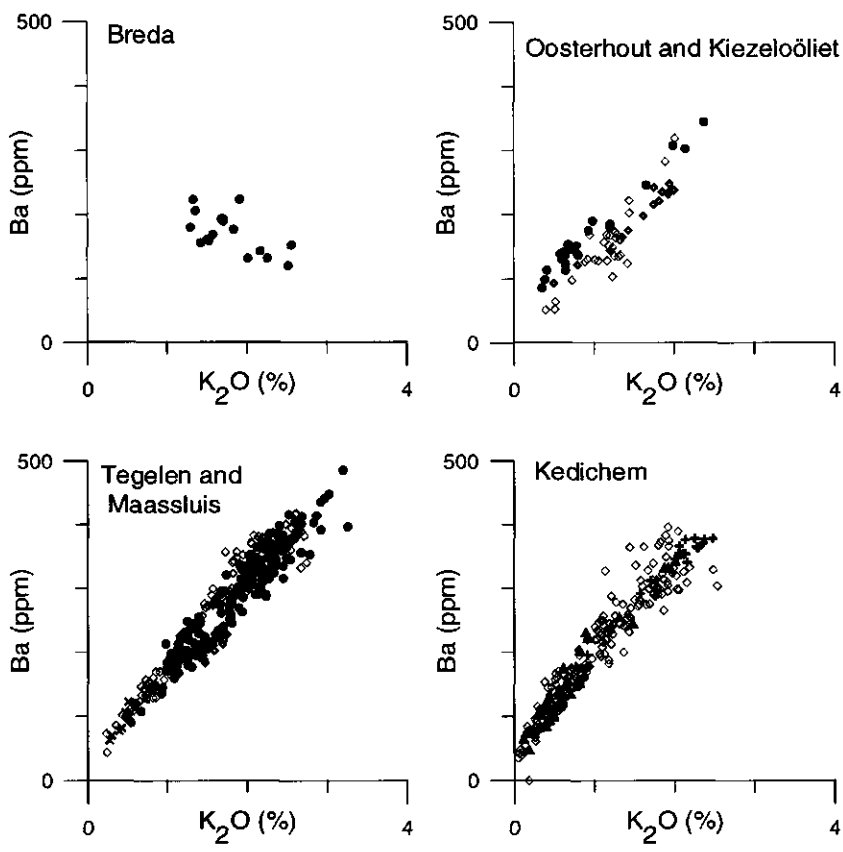 500
Breda
Ba (ppm)
0
0
K2O (%)
4
500
Oosterhout and Kiezeloöliet
Ba (ppm)
0
0
K2O (%)
4
500
Tegelen and
Maassluis
Ba (ppm)
0
0
K2O (%)
4
500
Kedichem
Ba (ppm)
0
0
K2O (%)
4